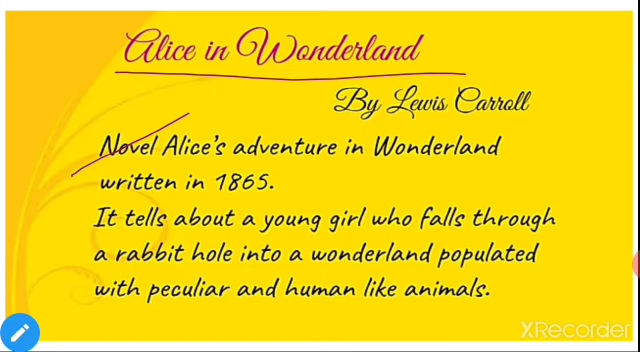 Alice in Wonderland
By Lewis Carroll
Novel Alice's adventure in Wonderland
written in 1865.
It tells about a young girl who falls through
a rabbit hole into a wonderland populated
with peculiar and human like animals.
XRecorder